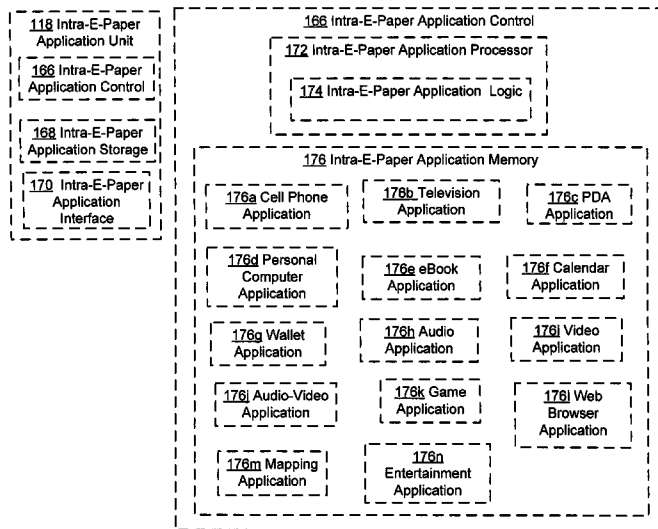 118 Intra-E-Paper
Application Unit
166 Intra-E-Paper
Application Control
168 Intra-E-Paper
Application Storage
170 Intra-E-Paper
Application
Interface
166 Intra-E-Paper Application Control
172 Intra-E-Paper Application Processor
174 Intra-E-Paper Application Logic
176 Intra-E-Paper Application Memory
176a Cell Phone
Application
176b Television
Application
176c PDA
Application
176d Personal
Computer
Application
176e eBook
Application
176f Calendar
Application
176g Wallet
Application
176h Audio
Application
176i Video
Application
176j Audio-Video
Application
176k Game
Application
176l Web
Browser
Application
176m Mapping
Application
176n
Entertainment
Application